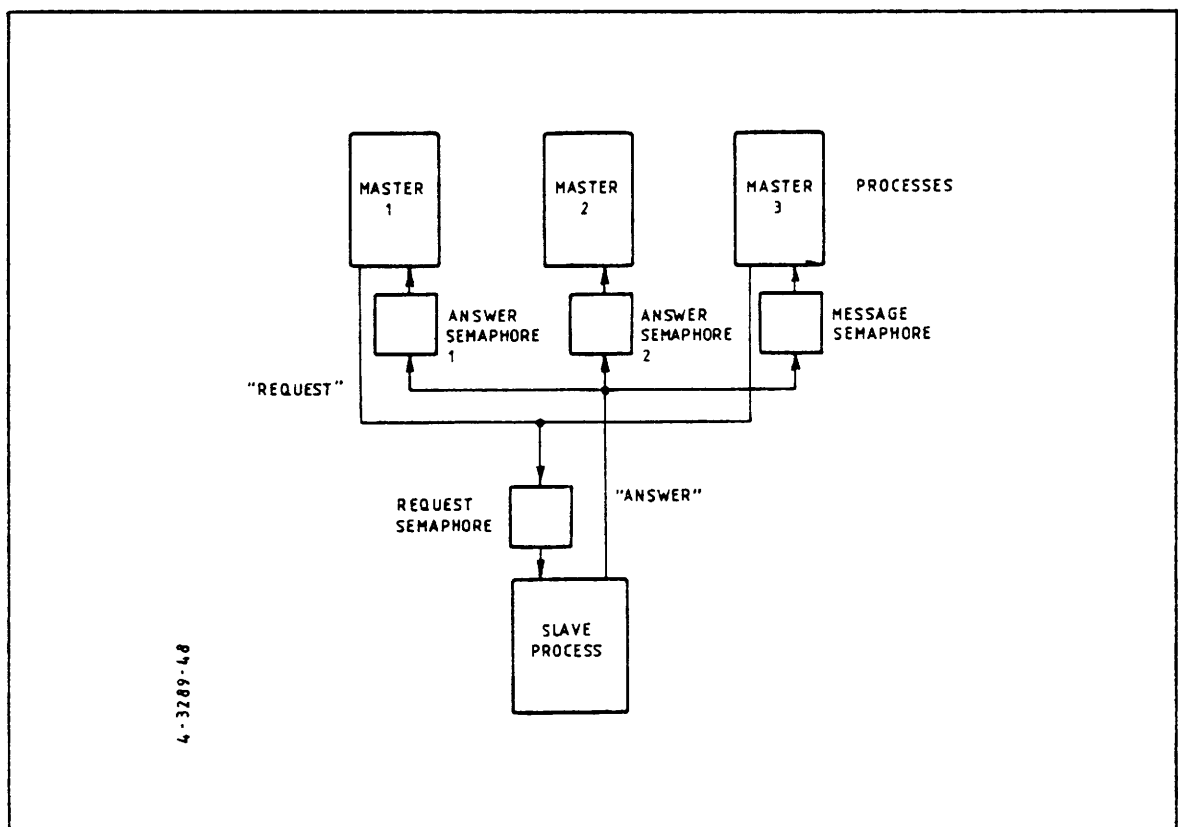 MASTER
1
MASTER
2
MASTER
3
PROCESSES
ANSWER
SEMAPHORE
1
ANSWER
SEMAPHORE
2
MESSAGE
SEMAPHORE
"REQUEST"
REQUEST
SEMAPHORE
"ANSWER"
SLAVE
PROCESS
4-3289-48